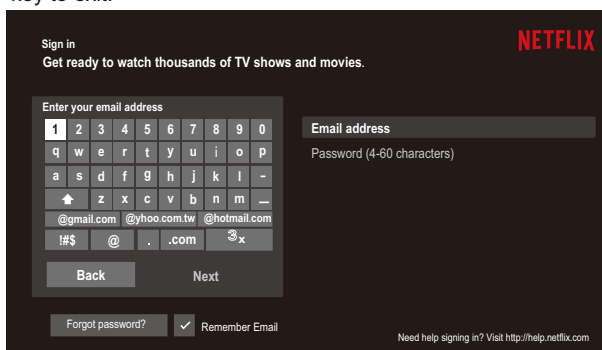 key to exit.
Sign in
NETFLIX
Get ready to watch thousands of TV shows and movies.
Enter your email address
1 2 3 4 5 6 7 8 9 0
Email address
q w e r t y u i o p
Password (4-60 characters)
a s d f g h j k l -
z x c v b n m _
@gmail.com @yhoo.com.tw @hotmail.com
!#$ @ . .com 3x
Back Next
Forgot password? Remember Email
Need help signing in? Visit http://help.netflix.com